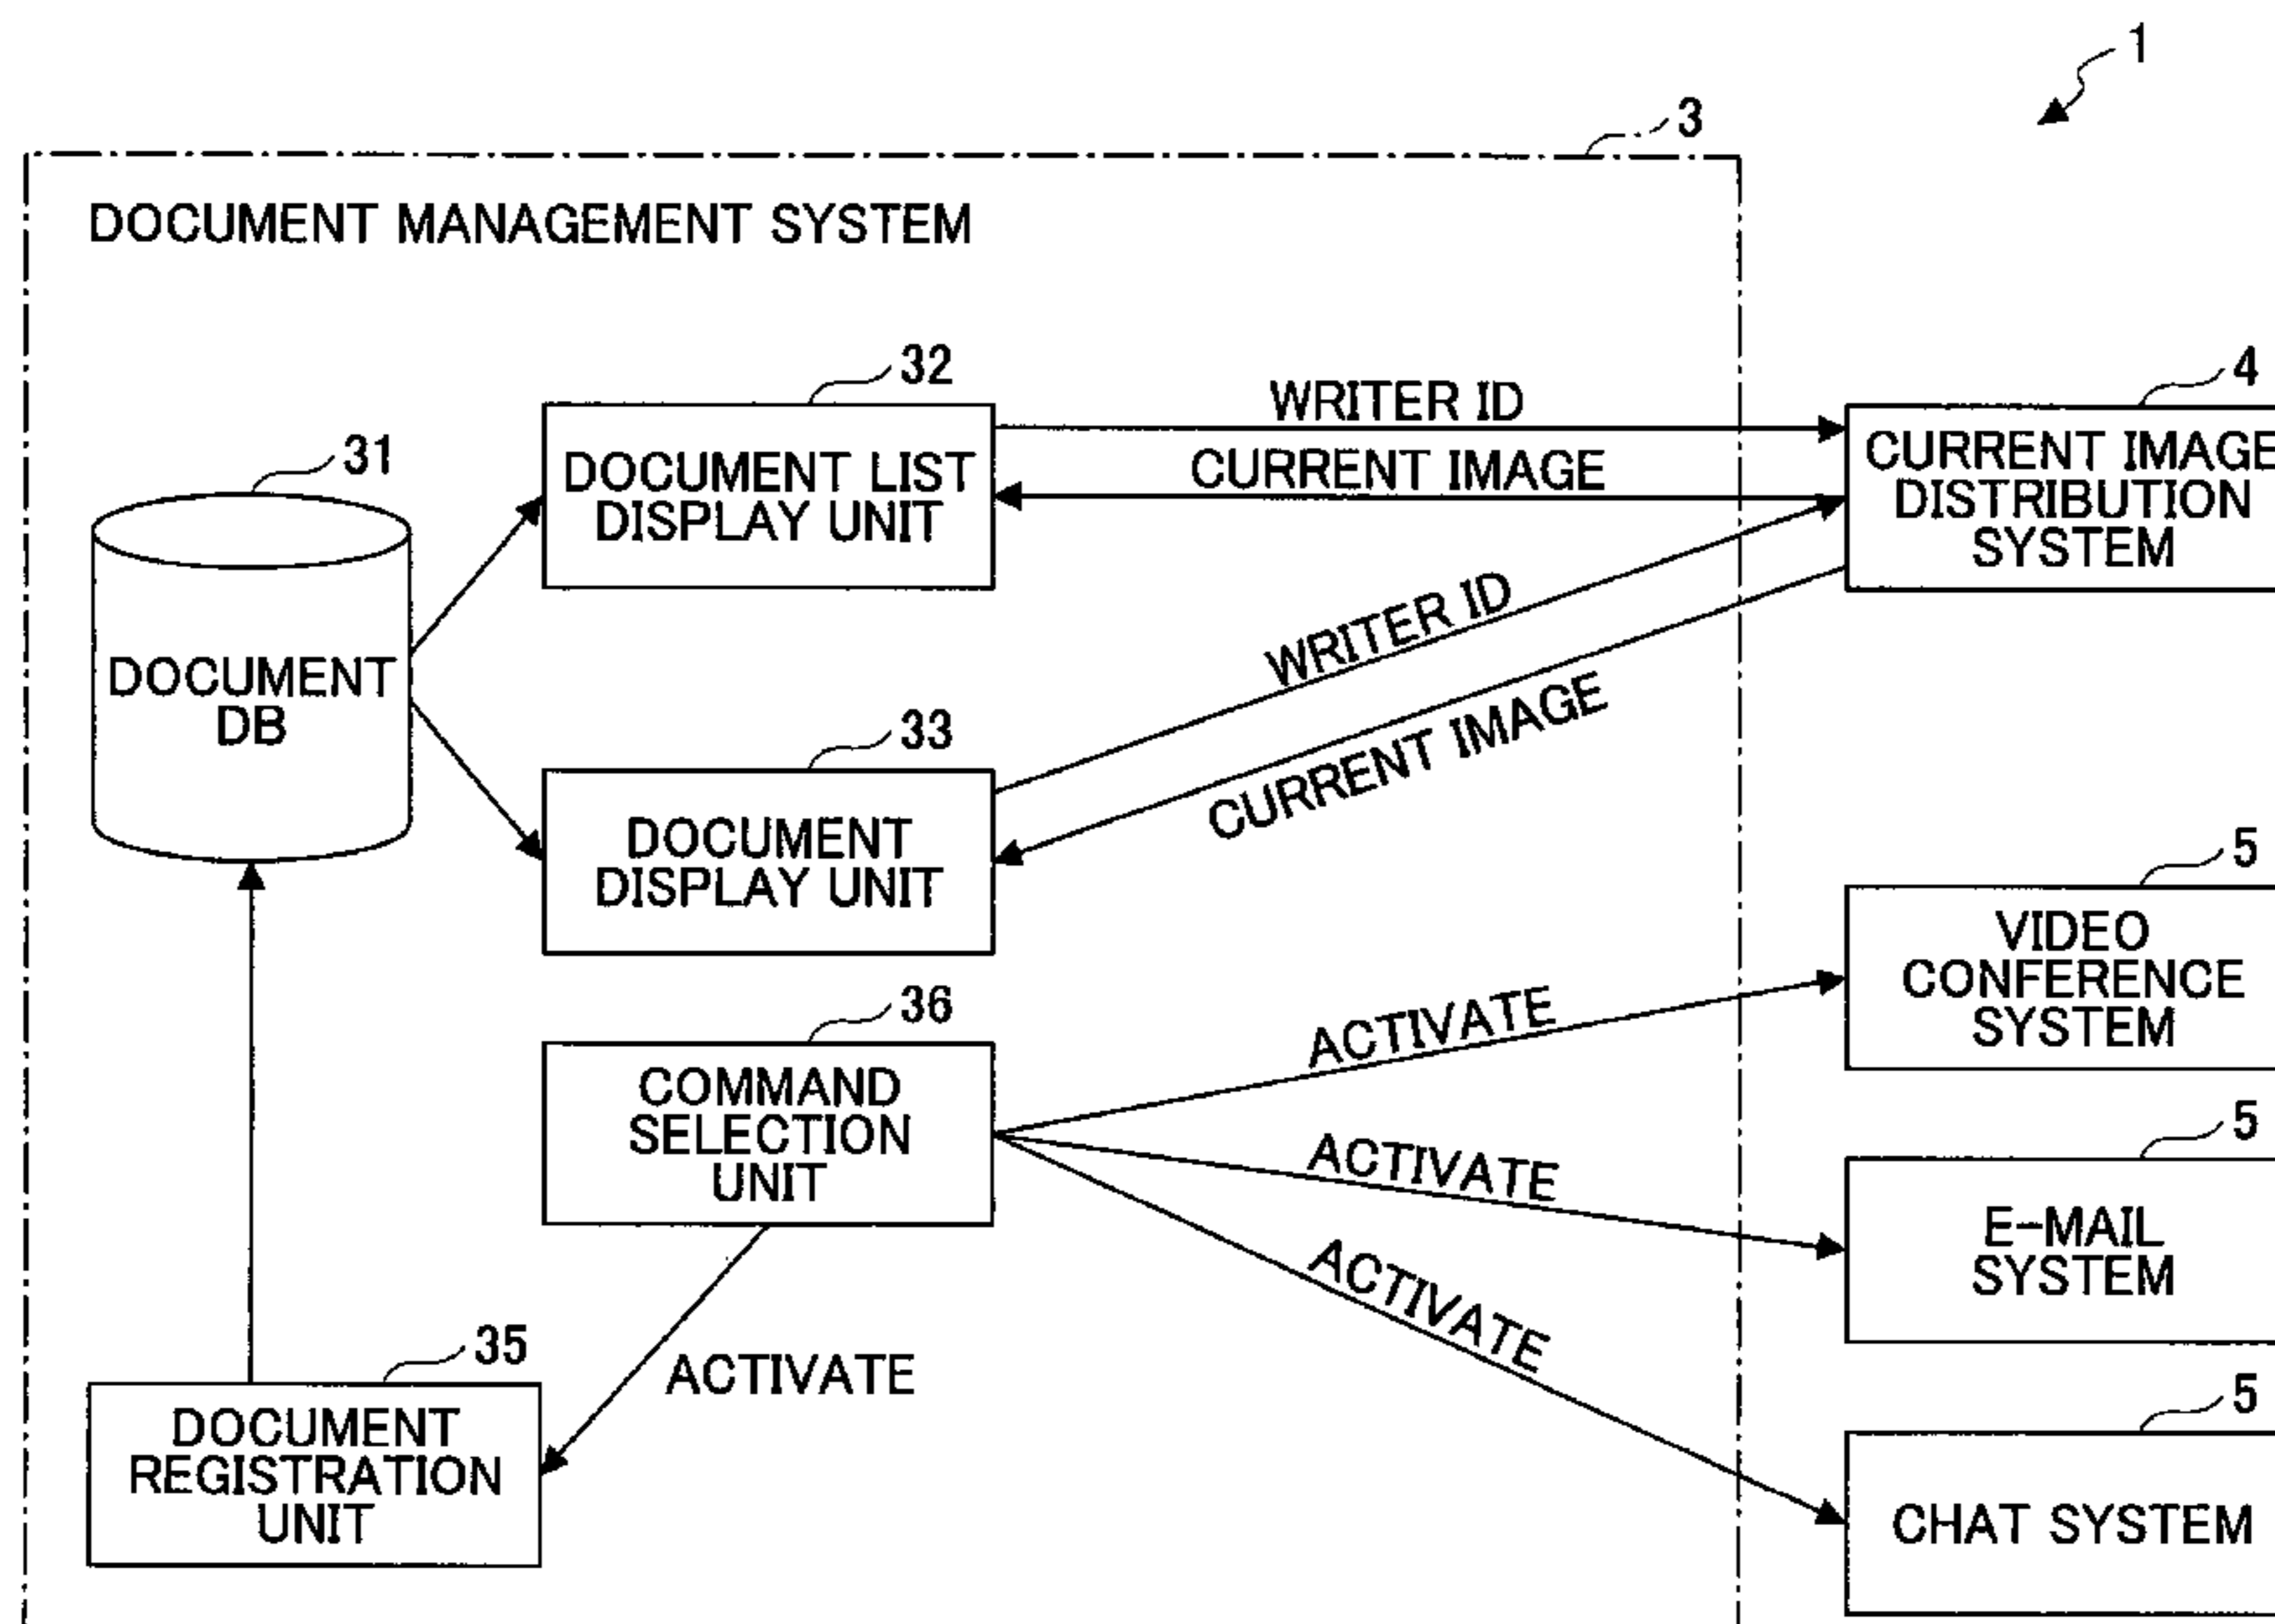 1
3
DOCUMENT MANAGEMENT SYSTEM
32
WRITER ID
4
31
DOCUMENT LIST
DISPLAY UNIT
CURRENT IMAGE
CURRENT IMAGE
DISTRIBUTION
SYSTEM
WRITER ID
DOCUMENT
DB
33
CURRENT IMAGE
DOCUMENT
DISPLAY UNIT
5
VIDEO
CONFERENCE
SYSTEM
36
ACTIVATE
COMMAND
SELECTION
UNIT
5
ACTIVATE
E-MAIL
SYSTEM
ACTIVATE
35
ACTIVATE
5
DOCUMENT
REGISTRATION
UNIT
CHAT SYSTEM